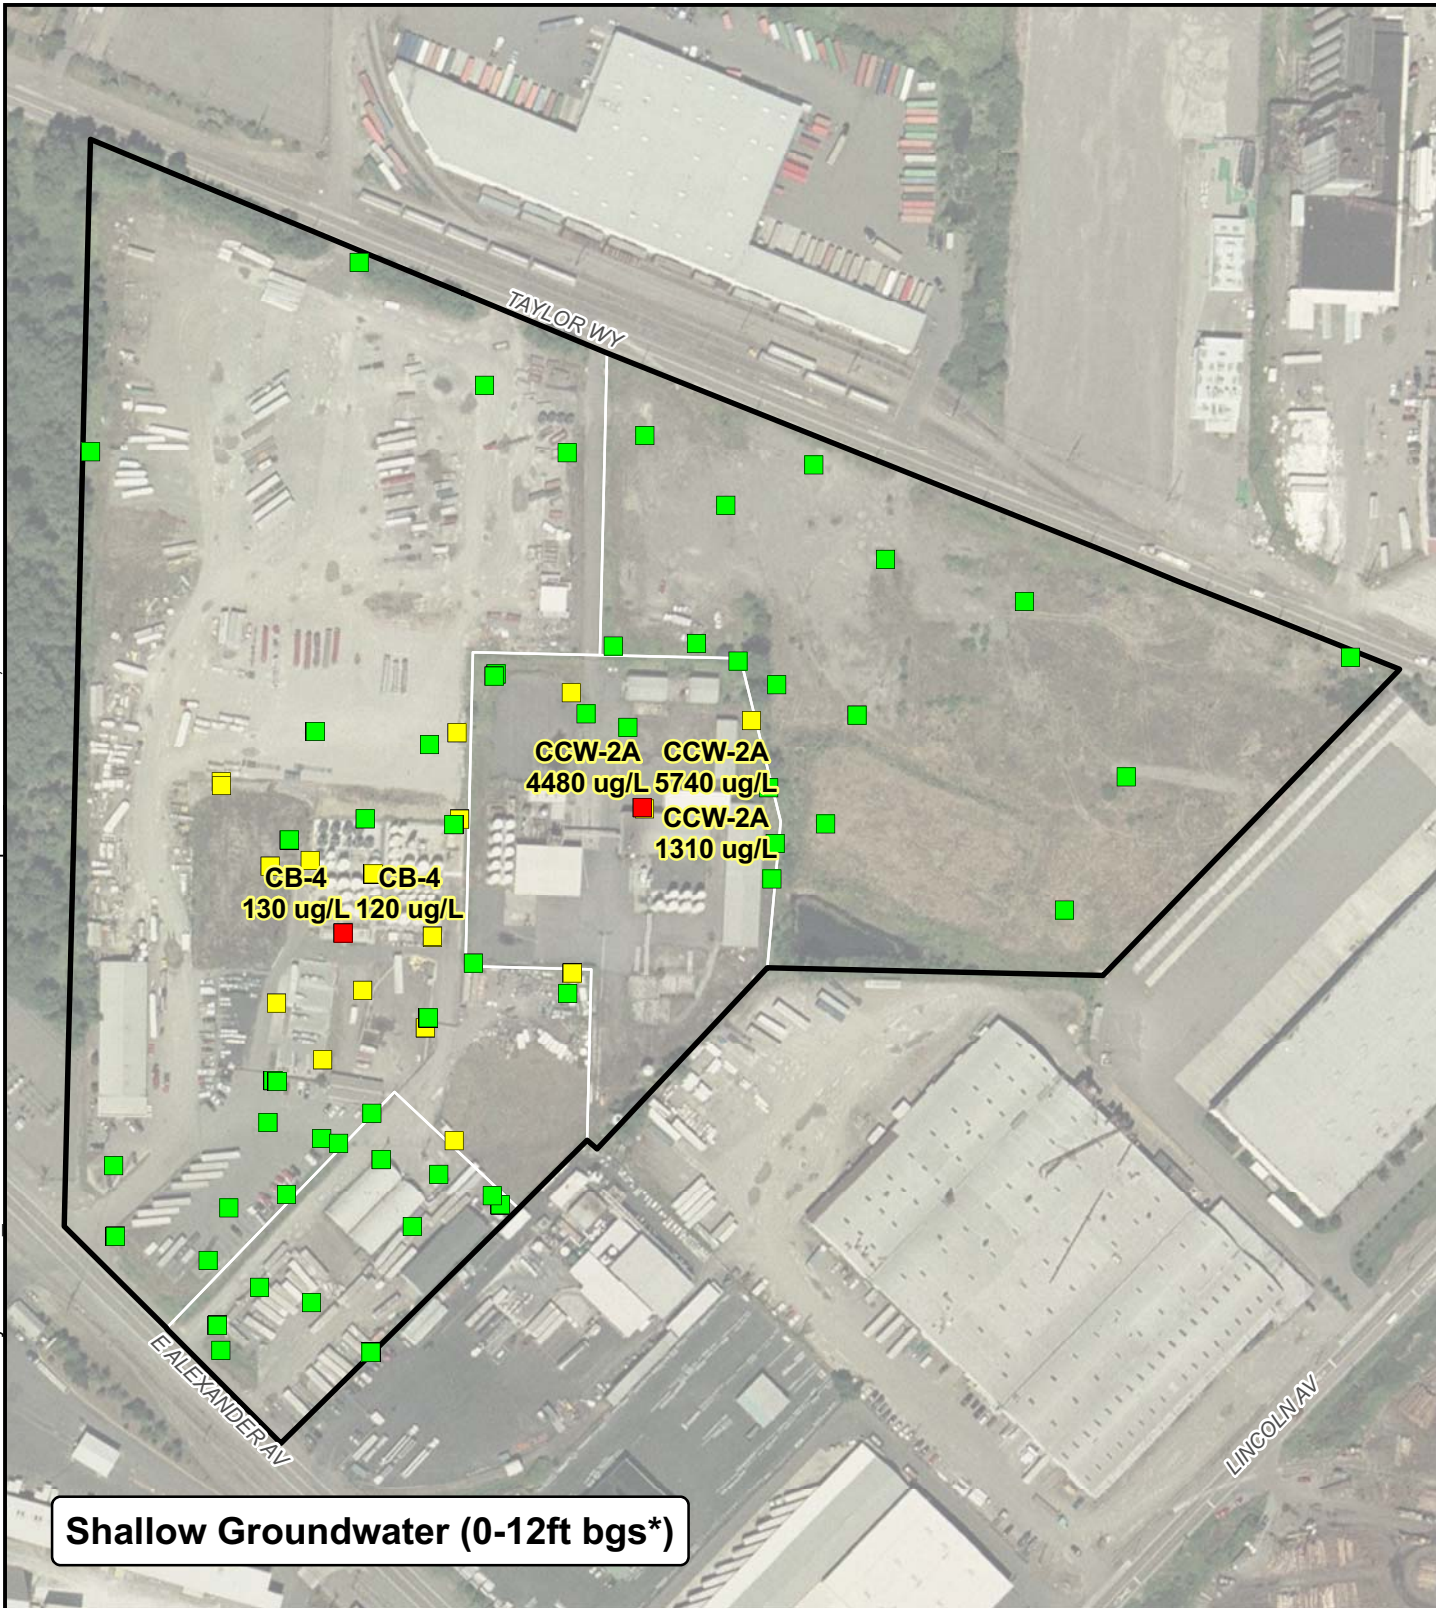 TAYLOR WY
CCW-2A
4480 ug/L
CCW-2A
5740 ug/L
CCW-2A
1310 ug/L
CB-4
130 ug/L
CB-4
120 ug/L
E ALEXANDER AV
LINCOLN AV
Shallow Groundwater (0-12ft bgs*)